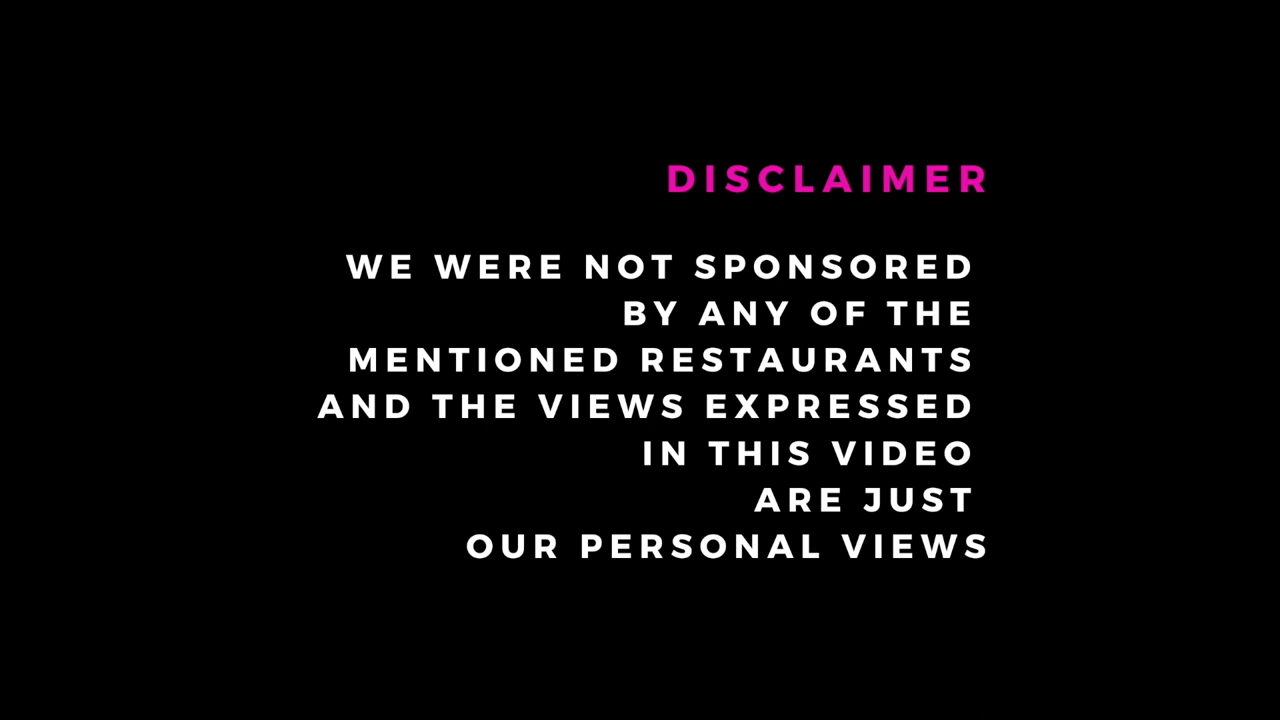 DISCLAIMER
WE WERE NOT SPONSORED
BY ANY OF THE
MENTIONED RESTAURANTS
AND THE VIEWS EXPRESSED
IN THIS VIDEO
ARE JUST
OUR PERSONAL VIEWS